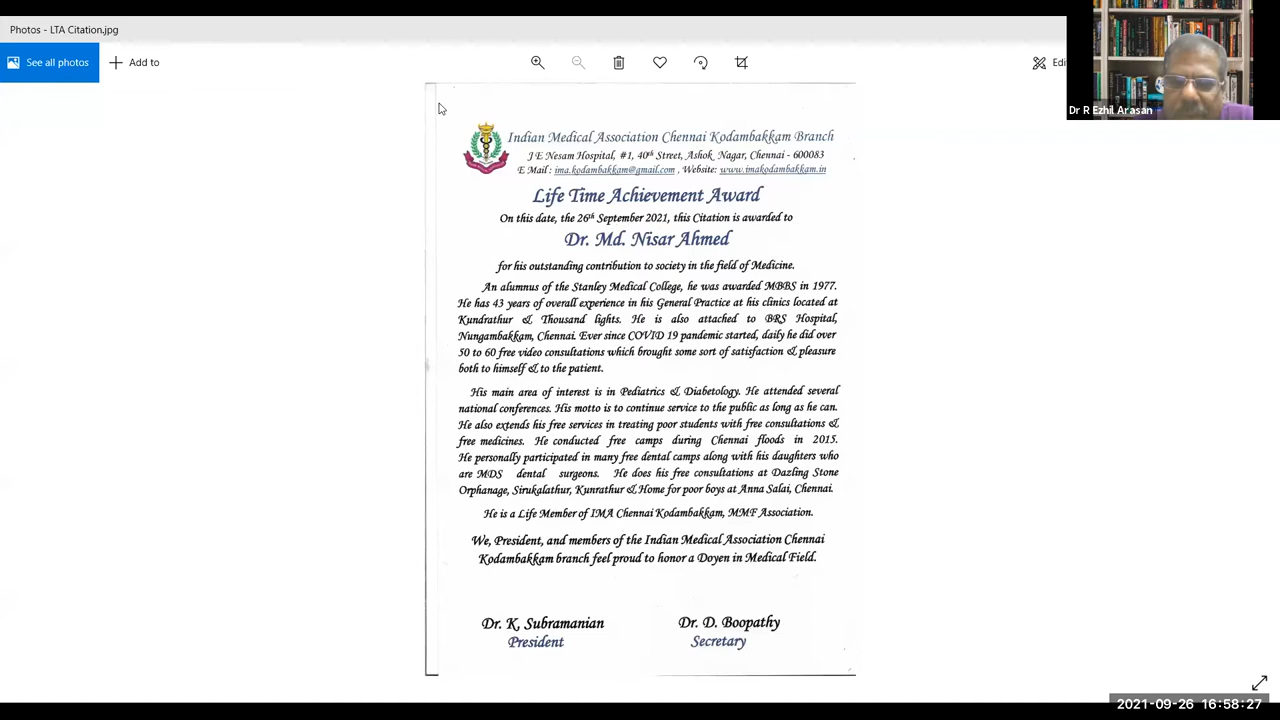 Photos - LTA Citation.jpg
See all photos
Add to
Edi
Dr R Ezhil Arasan
Indian Medical Association Chennai Kodambakkam Branch
J E Nesam Hospital, #1, 40th Street, Ashok Nagar, Chennai - 600083
E Mail : ima.kodambakkam@gmail.com , Website: www.imakodambakkam.in
Life Time Achievement Award
On this date, the 26th September 2021, this Citation is awarded to
Dr. Md. Nisar Ahmed
for his outstanding contribution to society in the field of Medicine.
An alumnus of the Stanley Medical College, he was awarded MBBS in 1977.
He has 43 years of overall experience in his General Practice at his clinics located at
Kundrathur & Thousand lights. He is also attached to BRS Hospital,
Nungambakkam, Chennai. Ever since COVID 19 pandemic started, daily he did over
50 to 60 free video consultations which brought some sort of satisfaction & pleasure
both to himself & to the patient.
His main area of interest is in Pediatrics & Diabetology. He attended several
national conferences. His motto is to continue service to the public as long as he can.
He also extends his free services in treating poor students with free consultations &
free medicines. He conducted free camps during Chennai floods in 2015.
He personally participated in many free dental camps along with his daughters who
are MDS dental surgeons. He does his free consultations at Dazling Stone
Orphanage, Sirukalathur, Kunrathur & Home for poor boys at Anna Salai, Chennai.
He is a Life Member of IMA Chennai Kodambakkam, MMF Association.
We, President, and members of the Indian Medical Association Chennai
Kodambakkam branch feel proud to honor a Doyen in Medical Field.
Dr. K. Subramanian
Dr. D. Boopathy
President
Secretary
2021-09-26 16:58:27